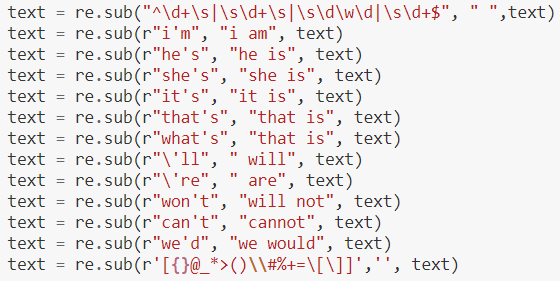 text = re.sub("^\d+\s|\s\d+\s|\s\d\w\d|\s\d+$", " ",text)
text = re.sub(r"i'm", "i am", text)
text = re.sub(r"he's", "he is", text)
text = re.sub(r"she's", "she is", text)
text = re.sub(r"it's", "it is", text)
text = re.sub(r"that's", "that is", text)
text = re.sub(r"what's", "that is", text)
text = re.sub(r"\'ll", " will", text)
text = re.sub(r"\'re", " are", text)
text = re.sub(r"won't", "will not", text)
text = re.sub(r"can't", "cannot", text)
text = re.sub(r"we'd", "we would", text)
text = re.sub(r'[{}@_*>()\\#%+=\[\]]','', text)